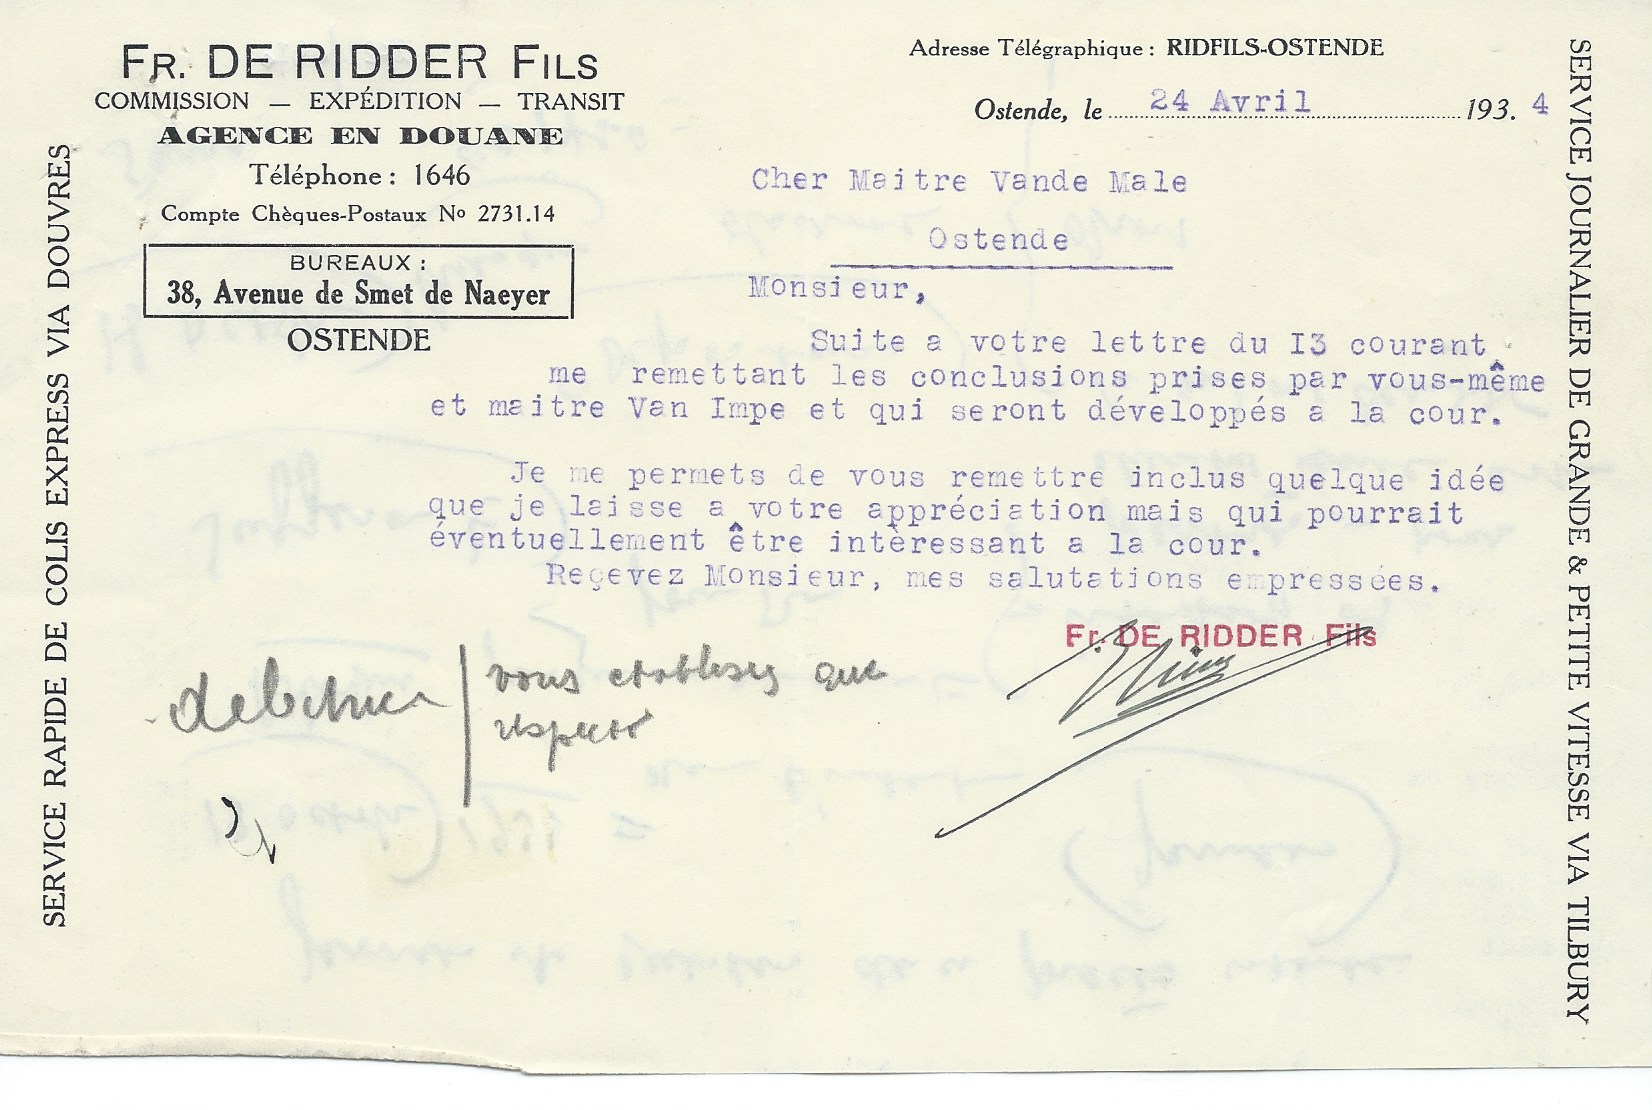 FR. DE RIDDER FILS
COMMISSION — EXPÉDITION — TRANSIT
AGENCE EN DOUANE
Téléphone : 1646
Compte Chèques-Postaux Nº 2731.14
BUREAUX :
38, Avenue de Smet de Naeyer
OSTENDE
SERVICE RAPIDE DE COLIS EXPRESS VIA DOUVRES
Adresse Télégraphique : RIDFILS-OSTENDE
Ostende, le 24 Avril 193. 4
SERVICE JOURNALIER DE GRANDE & PETITE VITESSE VIA TILBURY
Cher Maitre Vande Male
Ostende
Monsieur,
Suite a votre lettre du I3 courant,
me remettant les conclusions prises par vous-même
et maitre Van Impe et qui seront développés a la cour.
Je me permets de vous remettre inclus quelque idée
que je laisse a votre appréciation mais qui pourrait
éventuellement être intèressant a la cour.
Reçevez Monsieur, mes salutations empressées.
Fr. DE RIDDER Fils
vous etablissez que